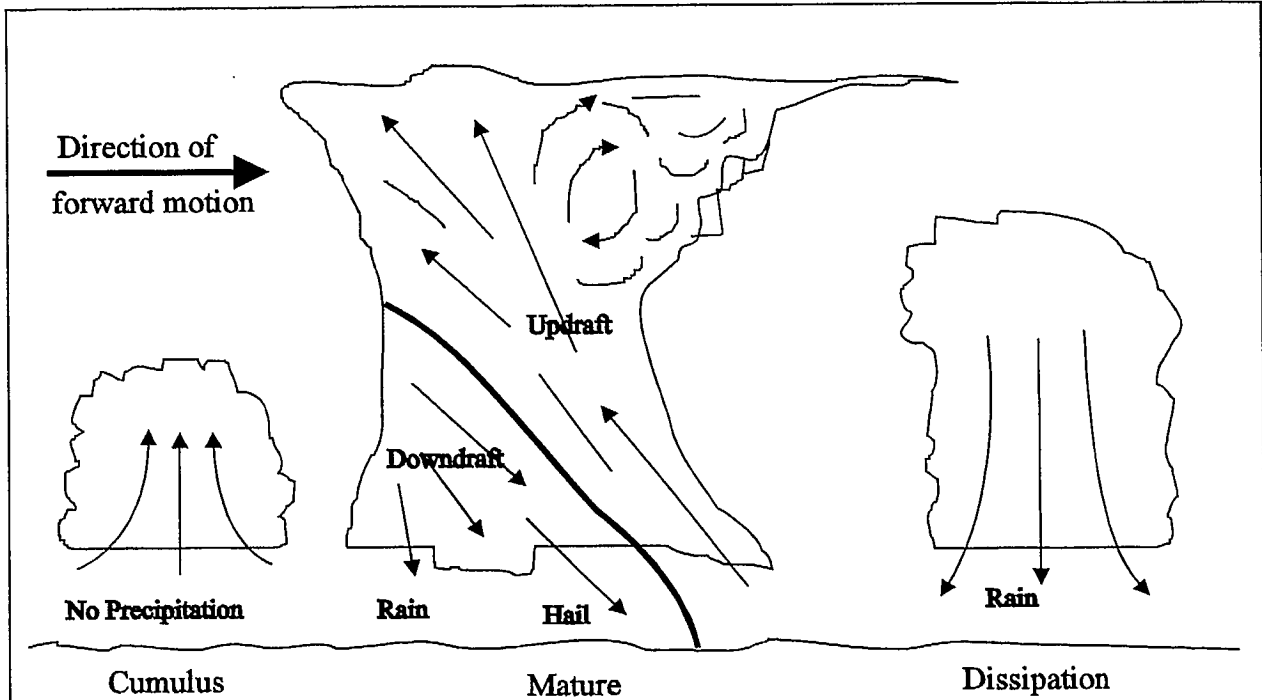 Direction of
forward motion
Updraft
Downdraft
No Precipitation
Rain
Hail
Rain
Cumulus
Mature
Dissipation